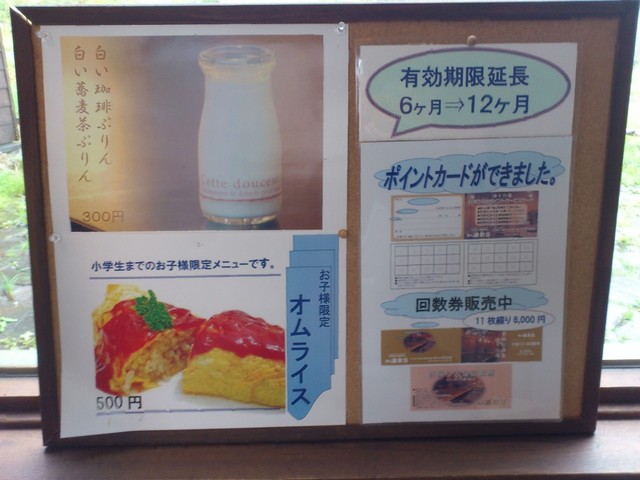 白い珈琲ぷりん
白い蕎麦茶ぷりん
Cette douceur
300円
小学生までのお子様限定メニューです。
お子様限定
オムライス
500円
有効期限延長
6ヶ月⇒12ヶ月
ポイントカードができました。
回数券販売中
11枚綴り6,000円